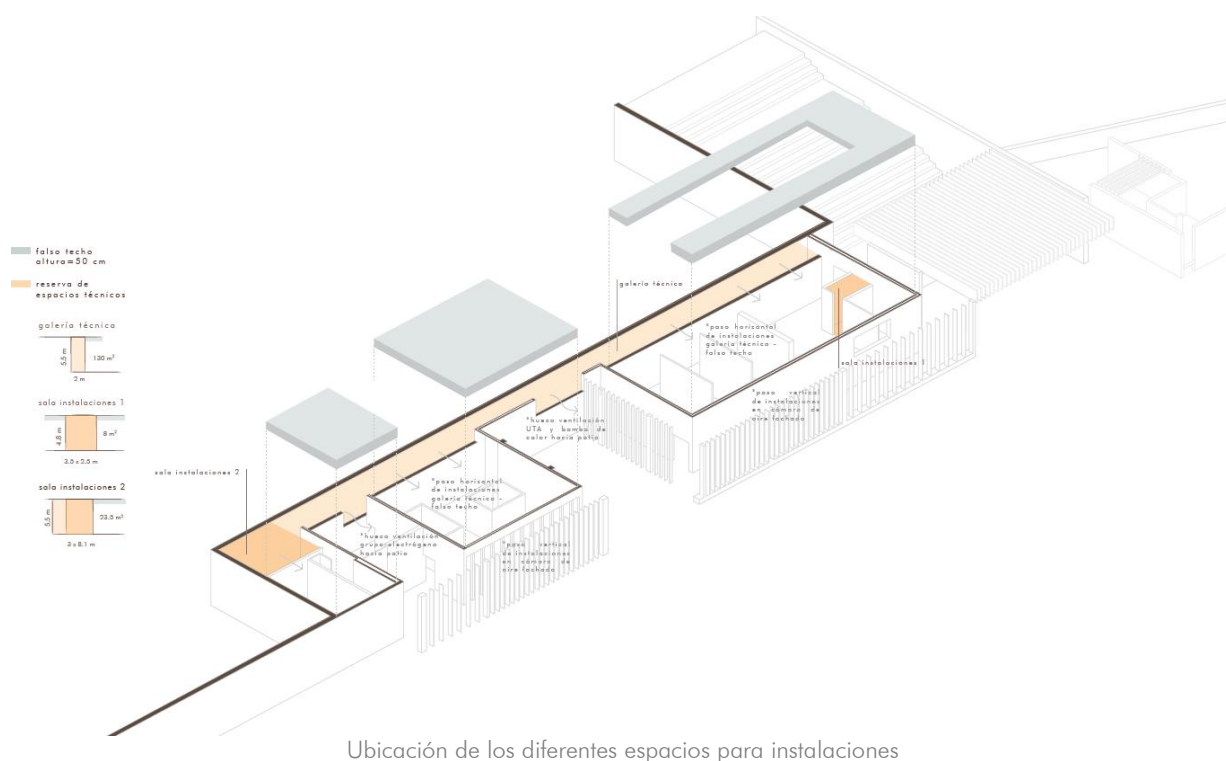 falso techo
altura=50 cm
reserva de
espacios técnicos
galería técnica
5.5 m
130 m²
2 m
sala instalaciones 1
4.8 m
8 m²
3.5 x 2.5 m
sala instalaciones 2
5.5 m
23.5 m²
3 x 8.1 m
galería técnica
*paso horizontal
de instalaciones
galería técnica -
falso techo
sala instalaciones 1
*paso vertical
de instalaciones
en cámara de
aire fachada
*hueco ventilación
UTA y bomba de
calor hacia patio
sala instalaciones 2
*paso horizontal
de instalaciones
galería técnica -
falso techo
*hueco ventilación
grupo electrógeno
hacia patio
*paso vertical
de instalaciones
en cámara de
aire fachada
Ubicación de los diferentes espacios para instalaciones